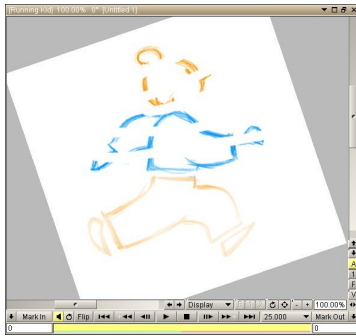 (Running Kid) 100.00% 0° [Untitled 1]
A
1
F
Display
100.00%
Mark In
Flip
25.000
Mark Out
0
0